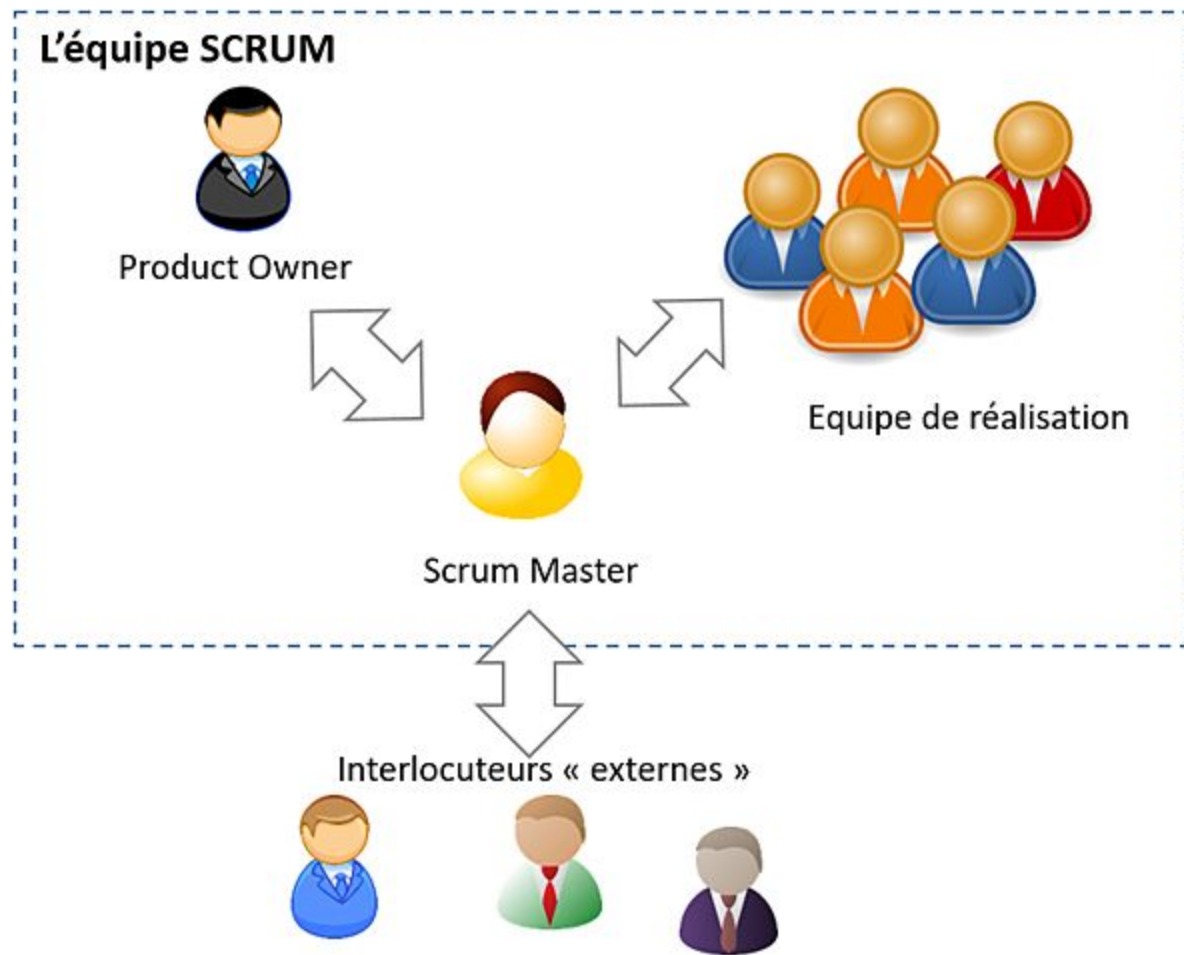 L’équipe SCRUM
Product Owner
Equipe de réalisation
Scrum Master
Interlocuteurs « externes »